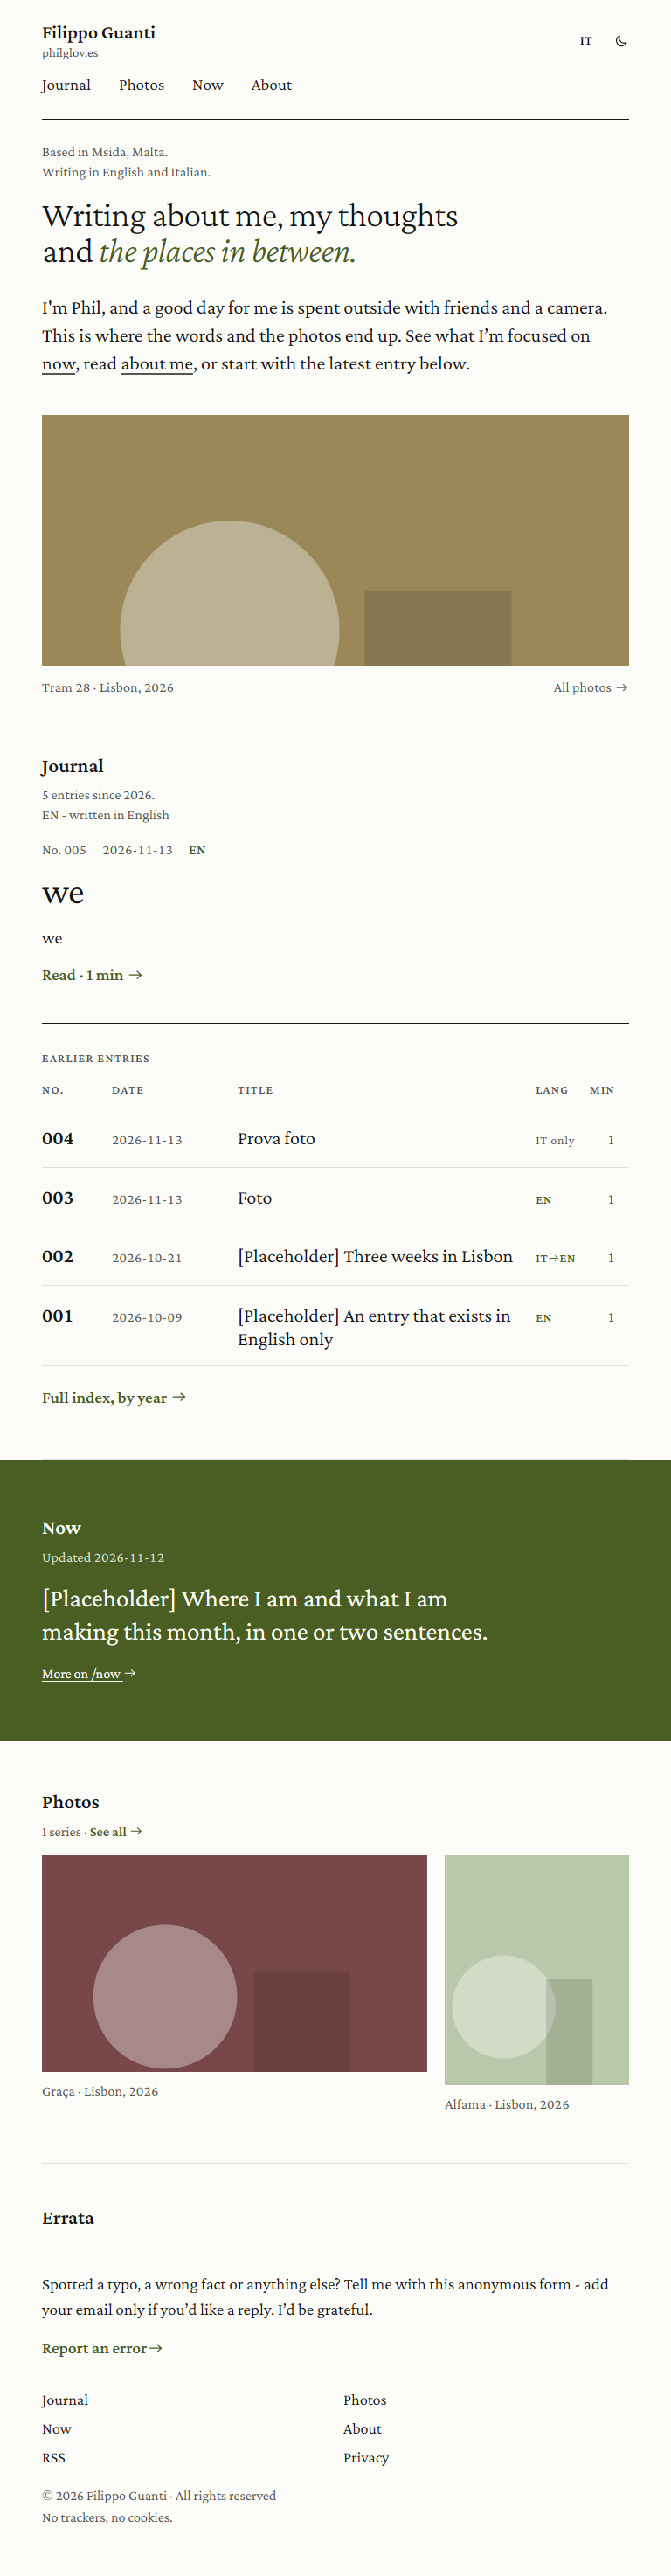 Filippo Guanti
philglov.es
IT
Journal Photos Now About
Based in Msida, Malta.
Writing in English and Italian.
Writing about me, my thoughts
and the places in between.
I'm Phil, and a good day for me is spent outside with friends and a camera.
This is where the words and the photos end up. See what I’m focused on
now, read about me, or start with the latest entry below.
Tram 28 · Lisbon, 2026
All photos →
Journal
5 entries since 2026.
EN - written in English
No. 005 2026-11-13 EN
we
we
Read · 1 min →
EARLIER ENTRIES
NO. DATE TITLE LANG MIN
004 2026-11-13 Prova foto IT only 1
003 2026-11-13 Foto EN 1
002 2026-10-21 [Placeholder] Three weeks in Lisbon IT→EN 1
001 2026-10-09 [Placeholder] An entry that exists in EN 1
English only
Full index, by year →
Now
Updated 2026-11-12
[Placeholder] Where I am and what I am
making this month, in one or two sentences.
More on /now →
Photos
1 series · See all →
Graça · Lisbon, 2026
Alfama · Lisbon, 2026
Errata
Spotted a typo, a wrong fact or anything else? Tell me with this anonymous form - add
your email only if you’d like a reply. I’d be grateful.
Report an error→
Journal Photos
Now About
RSS Privacy
© 2026 Filippo Guanti · All rights reserved
No trackers, no cookies.